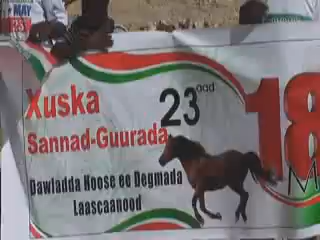 MAY
23
Xuska 23aad
Sannad-Guurada
Dawladda Hoose ee Degmada
Laascaanood
18
M